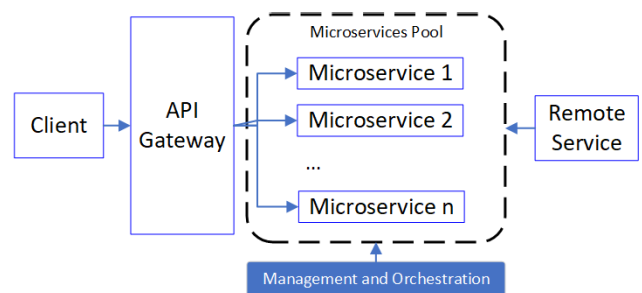 Microservices Pool
Client
API
Gateway
Microservice 1
Microservice 2
...
Microservice n
Remote
Service
Management and Orchestration